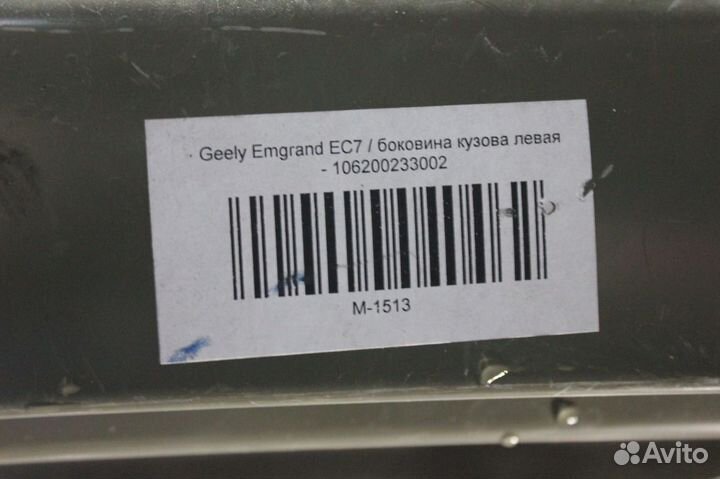 Geely Emgrand EC7 / боковина кузова левая
- 106200233002
M-1513
Avito